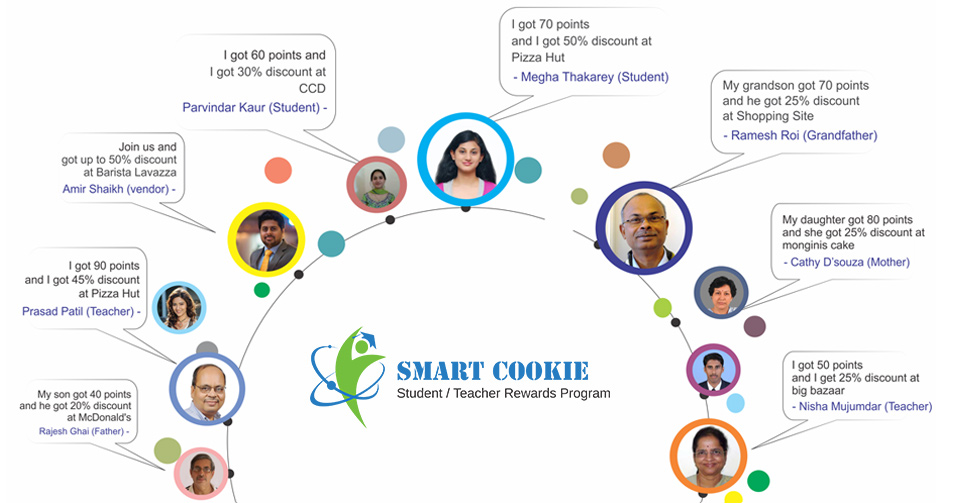 I got 70 points
and I got 50% discount at
Pizza Hut
- Megha Thakarey (Student)
I got 60 points and
I got 30% discount at
CCD
Parvindar Kaur (Student) -
My grandson got 70 points
and he got 25% discount
at Shopping Site
- Ramesh Roi (Grandfather)
Join us and
got up to 50% discount
at Barista Lavazza
Amir Shaikh (vendor) -
My daughter got 80 points
and she got 25% discount at
monginis cake
- Cathy D'souza (Mother)
I got 90 points
and I got 45% discount
at Pizza Hut
Prasad Patil (Teacher) -
SMART COOKIE
Student / Teacher Rewards Program
I got 50 points
and I get 25% discount at
big bazaar
- Nisha Mujumdar (Teacher)
My son got 40 points
and he got 20% discount
at McDonald's
Rajesh Ghai (Father) -